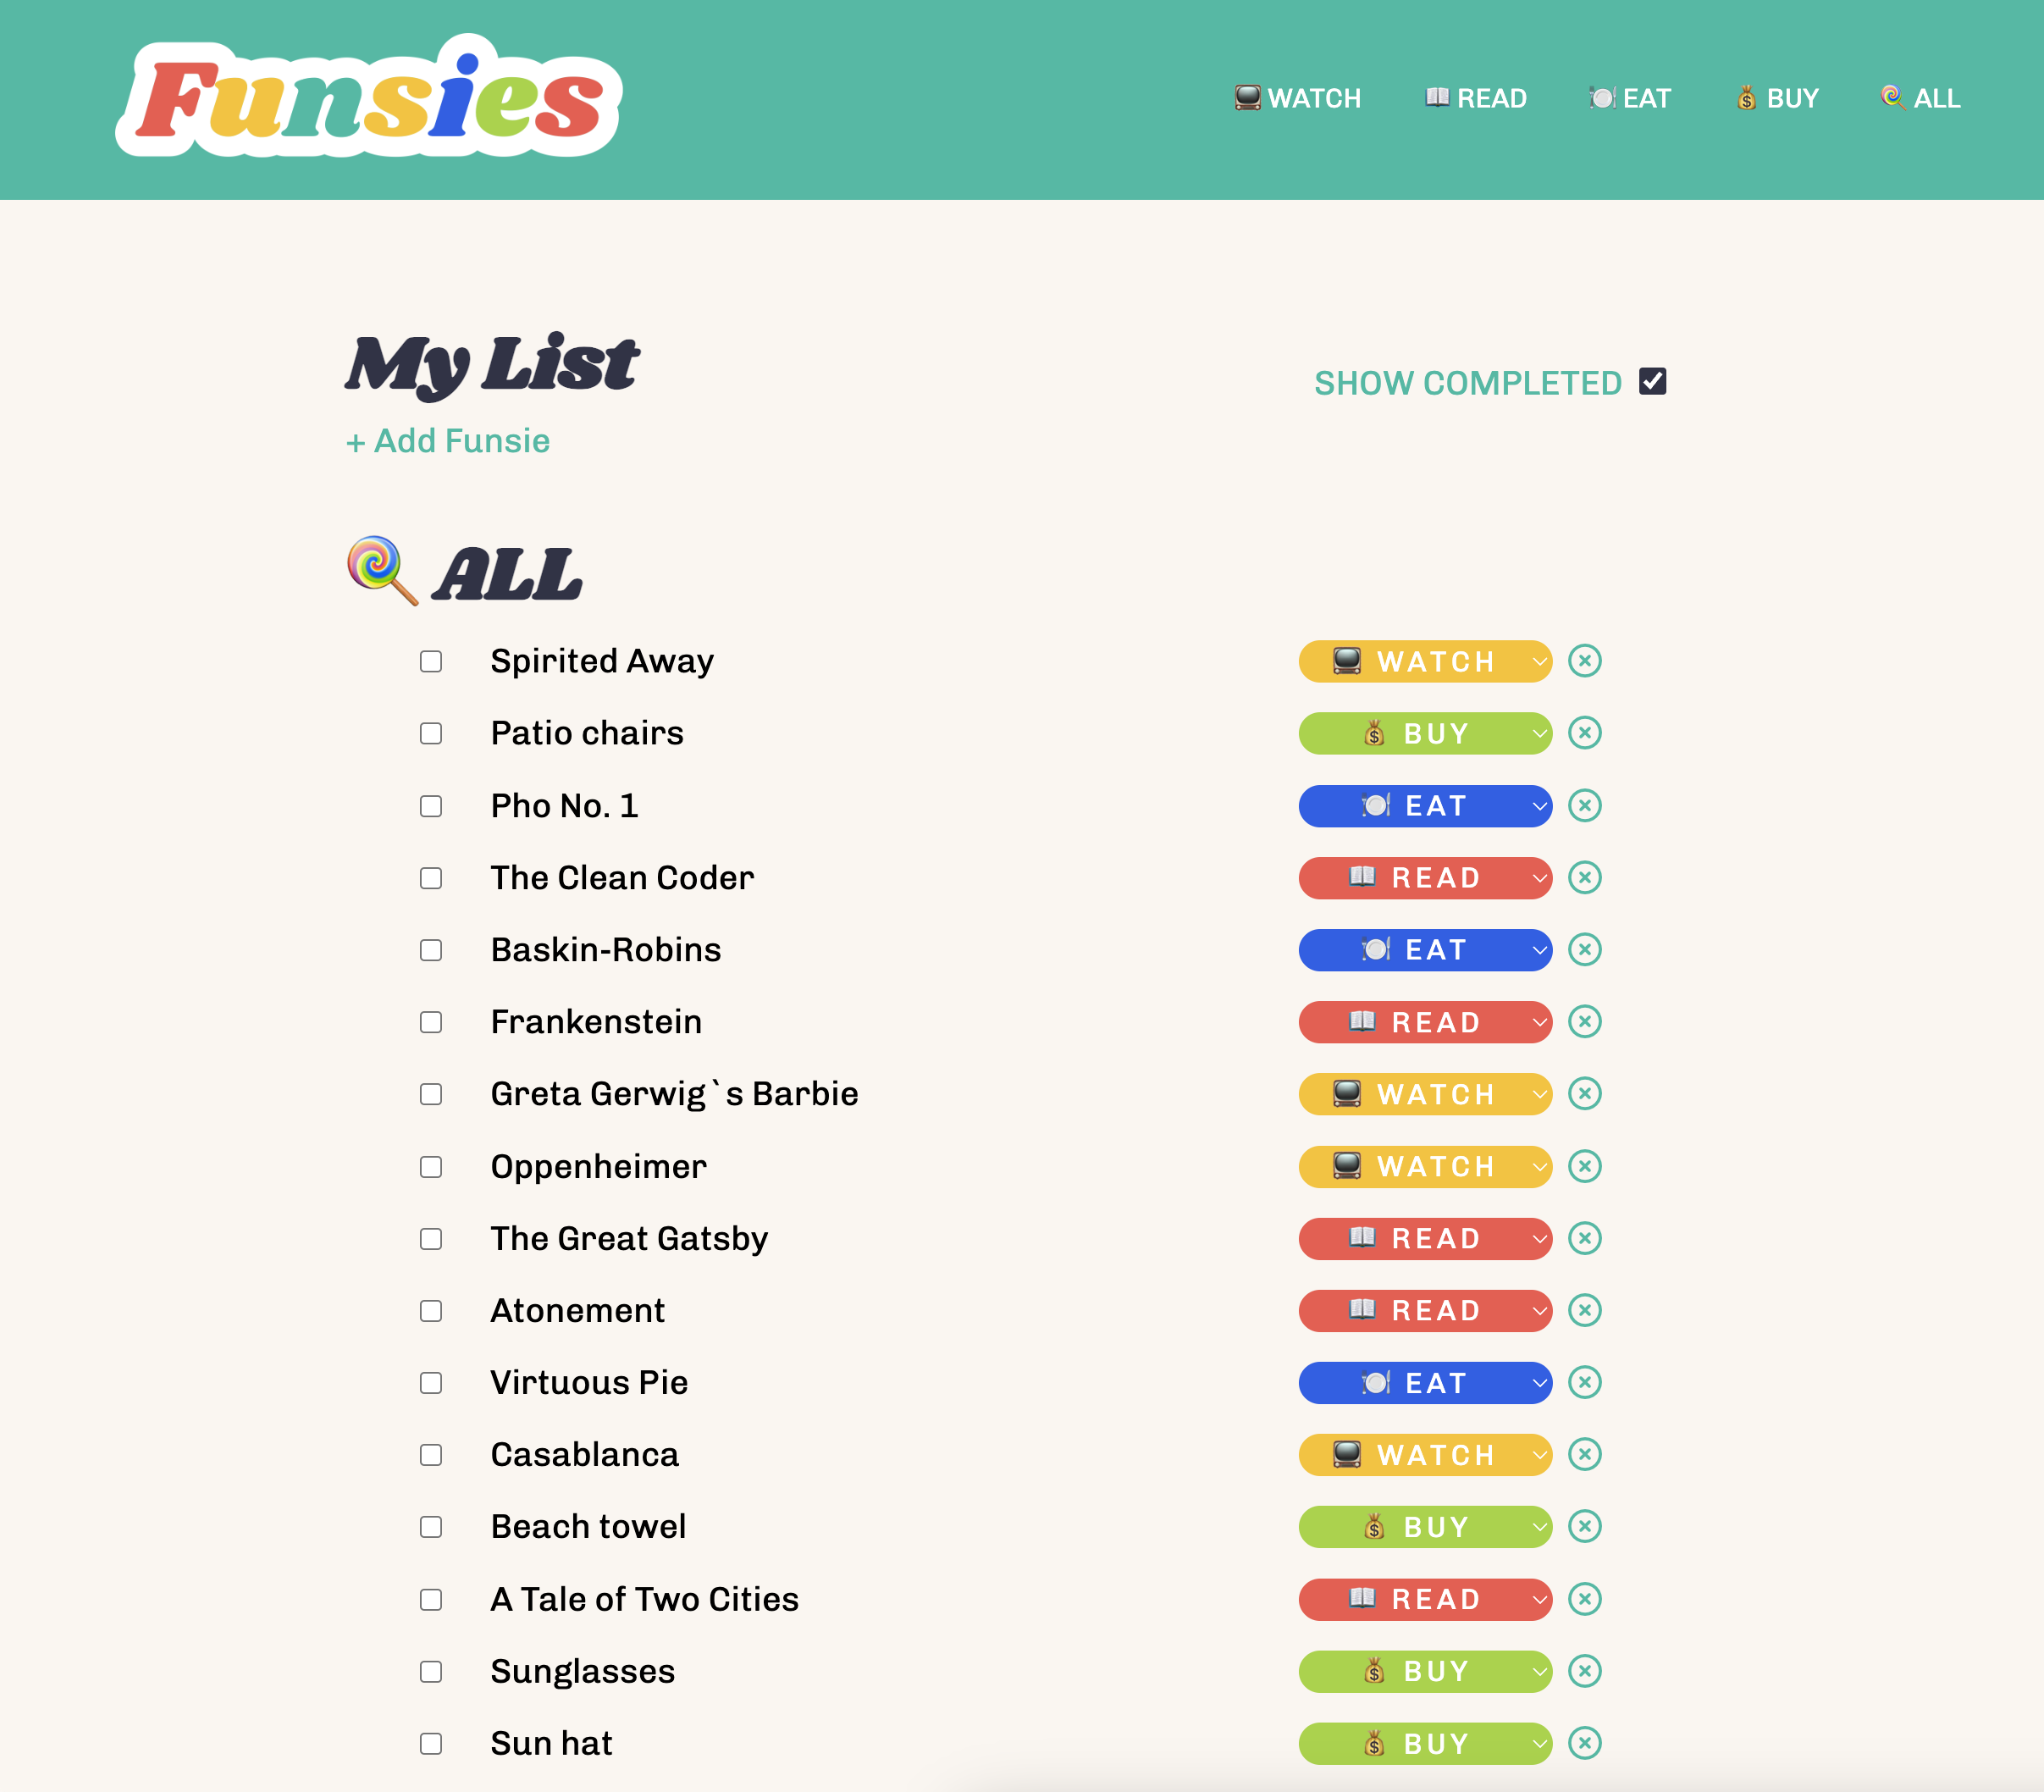 Funsies
WATCH READ EAT BUY ALL
My List
SHOW COMPLETED
+ Add Funsie
ALL
Spirited Away WATCH
Patio chairs BUY
Pho No. 1 EAT
The Clean Coder READ
Baskin-Robins EAT
Frankenstein READ
Greta Gerwig`s Barbie WATCH
Oppenheimer WATCH
The Great Gatsby READ
Atonement READ
Virtuous Pie EAT
Casablanca WATCH
Beach towel BUY
A Tale of Two Cities READ
Sunglasses BUY
Sun hat BUY